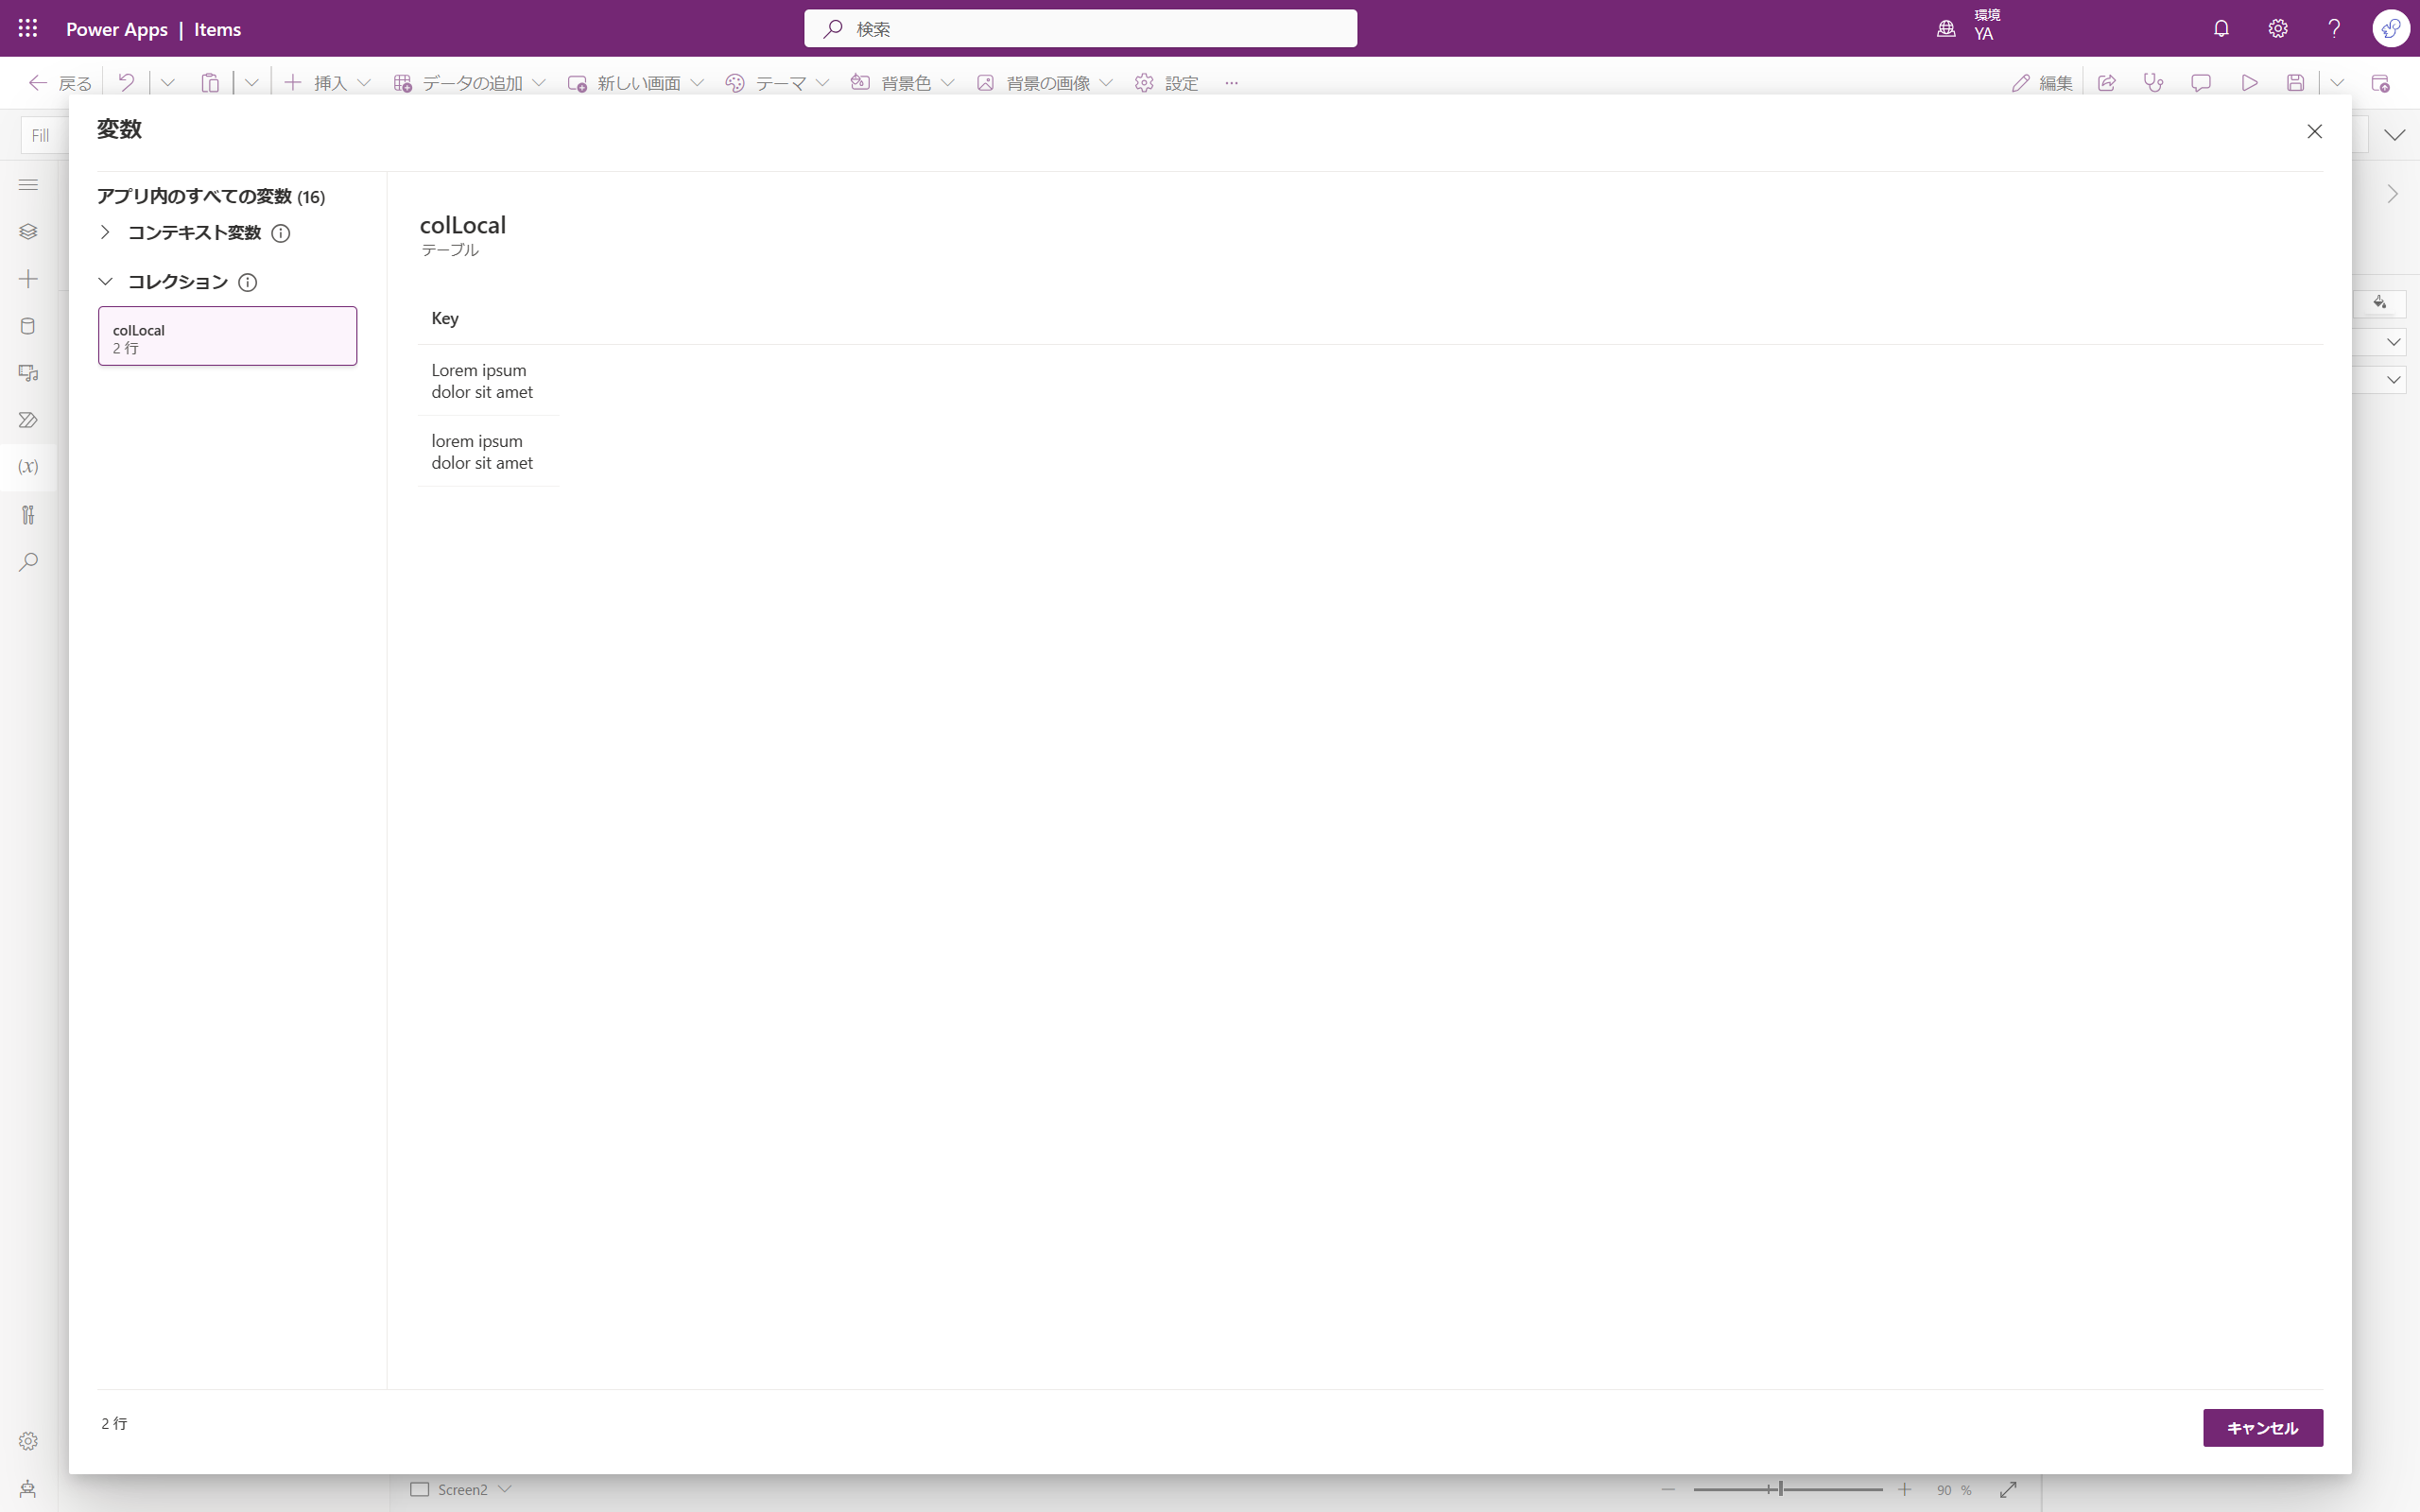 Power Apps | Items
検索
環境
YA
戻る
挿入
データの追加
新しい画面
テーマ
背景色
背景の画像
設定
編集
Fill
変数
アプリ内のすべての変数 (16)
コンテキスト変数
コレクション
colLocal
2 行
colLocal
テーブル
Key
Lorem ipsum
dolor sit amet
lorem ipsum
dolor sit amet
2 行
キャンセル
Screen2
90 %